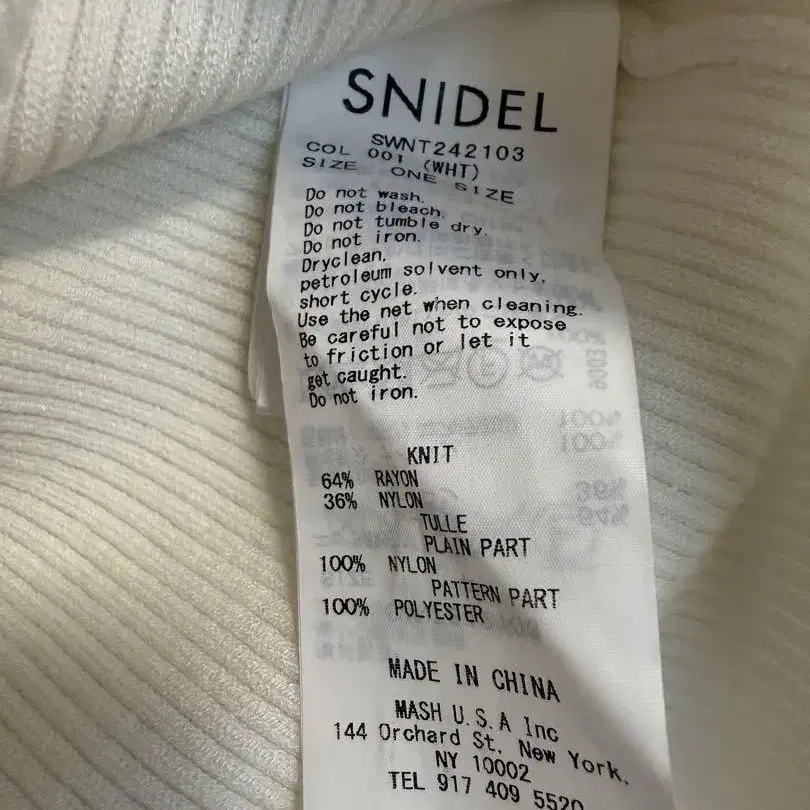 SNIDEL
SWNT242103
COL 001 (WHT)
SIZE ONE SIZE
Do not wash.
Do not bleach.
Do not tumble dry.
Do not iron.
Dryclean.
petroleum solvent only,
short cycle.
Use the net when cleaning.
Be careful not to expose
to friction or let it
get caught.
Do not iron.
KNIT
64% RAYON
36% NYLON
TULLE
PLAIN PART
100% NYLON
PATTERN PART
100% POLYESTER
MADE IN CHINA
MASH U.S.A Inc
144 Orchard St, New York,
NY 10002
TEL 917 409 5520